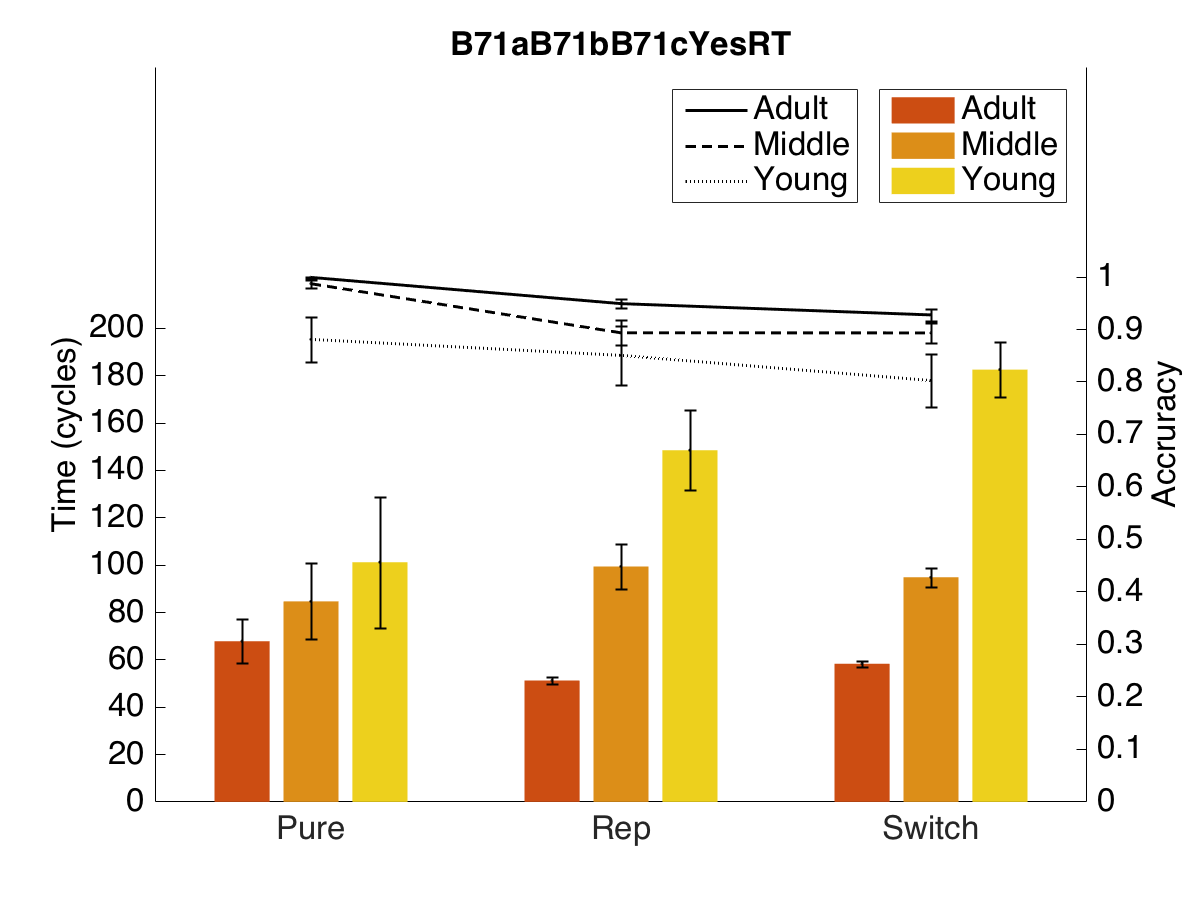 B71aB71bB71cYesRT
Adult
Middle
Young
Adult
Middle
Young
Time (cycles)
200
180
160
140
120
100
80
60
40
20
0
1
0.9
0.8
0.7
0.6
0.5
0.4
0.3
0.2
0.1
0
Accruracy
Pure
Rep
Switch